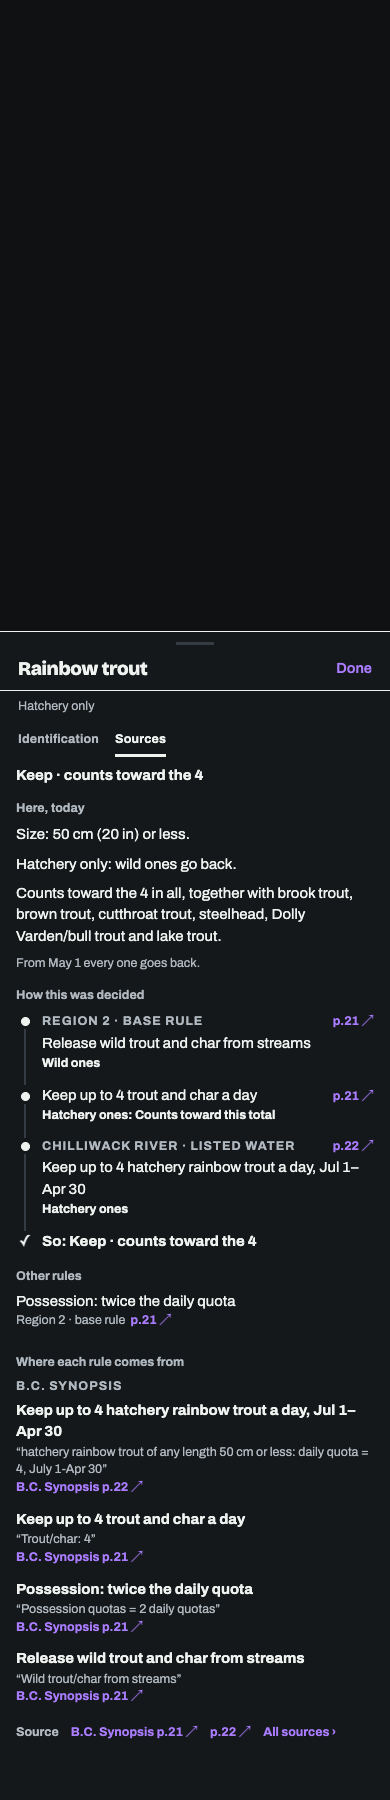 Rainbow trout
Done
Hatchery only
Identification
Sources
Keep · counts toward the 4
Here, today
Size: 50 cm (20 in) or less.
Hatchery only: wild ones go back.
Counts toward the 4 in all, together with brook trout,
brown trout, cutthroat trout, steelhead, Dolly
Varden/bull trout and lake trout.
From May 1 every one goes back.
How this was decided
REGION 2 · BASE RULE p.21 ↗
Release wild trout and char from streams
Wild ones
Keep up to 4 trout and char a day p.21 ↗
Hatchery ones: Counts toward this total
CHILLIWACK RIVER · LISTED WATER p.22 ↗
Keep up to 4 hatchery rainbow trout a day, Jul 1–
Apr 30
Hatchery ones
✓ So: Keep · counts toward the 4
Other rules
Possession: twice the daily quota
Region 2 · base rule p.21 ↗
Where each rule comes from
B.C. SYNOPSIS
Keep up to 4 hatchery rainbow trout a day, Jul 1–
Apr 30
“hatchery rainbow trout of any length 50 cm or less: daily quota =
4, July 1-Apr 30”
B.C. Synopsis p.22 ↗
Keep up to 4 trout and char a day
“Trout/char: 4”
B.C. Synopsis p.21 ↗
Possession: twice the daily quota
“Possession quotas = 2 daily quotas”
B.C. Synopsis p.21 ↗
Release wild trout and char from streams
“Wild trout/char from streams”
B.C. Synopsis p.21 ↗
Source B.C. Synopsis p.21 ↗ p.22 ↗ All sources ›